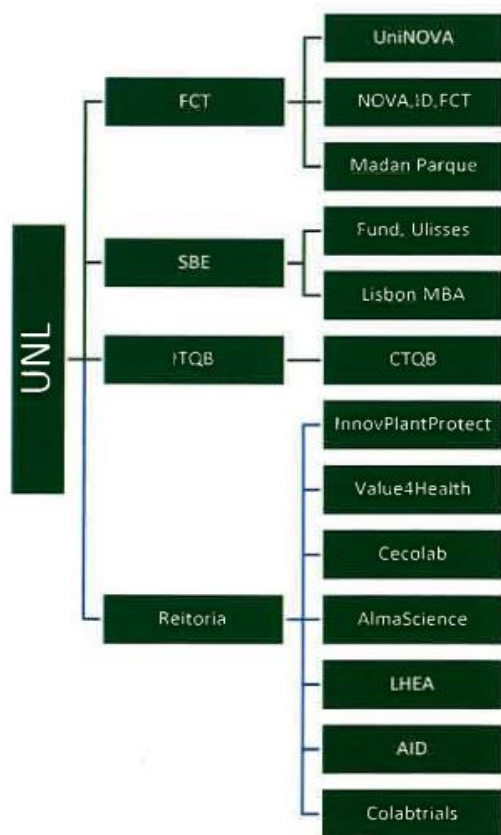 UNL
FCT
UniNOVA
NOVA,ID,FCT
Madan Parque
SBE
Fund, Ulisses
Lisbon MBA
ITQB
CTQB
Reitoria
InnovPlantProtect
Value4Health
Cecolab
AlmaScience
LHEA
AID
Colabtrials